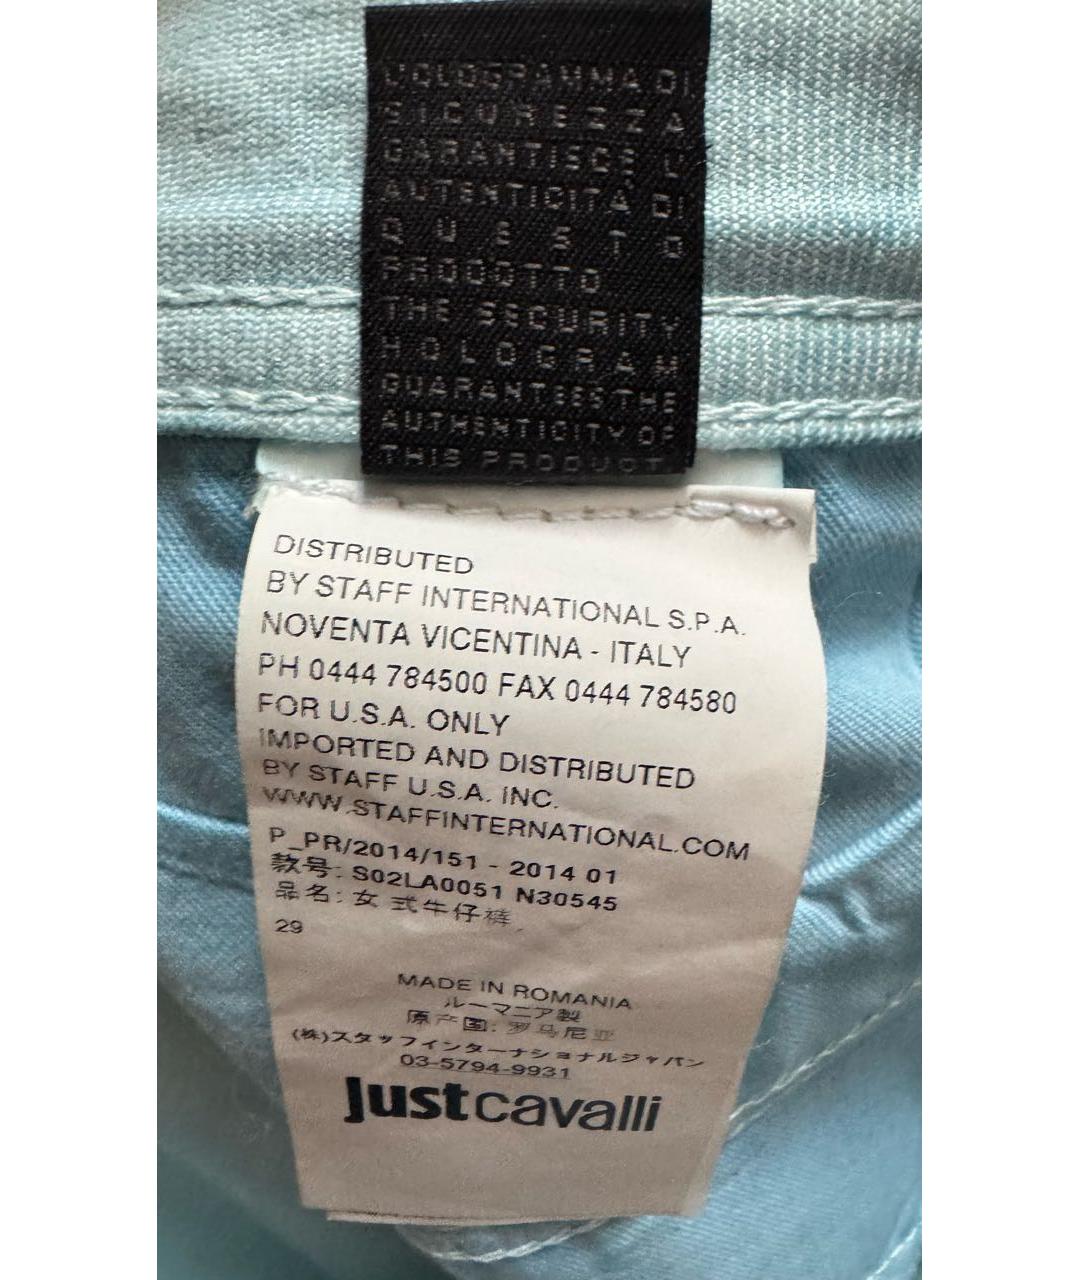 L'OLOGRAMMA DI
SICUREZZA
GARANTISCE L'
AUTENTICITÀ DI
QUESTO
PRODOTTO
THE SECURITY
HOLOGRAM
GUARANTEES THE
AUTHENTICITY OF
THIS PRODUCT
DISTRIBUTED
BY STAFF INTERNATIONAL S.P.A.
NOVENTA VICENTINA - ITALY
PH 0444 784500 FAX 0444 784580
FOR U.S.A. ONLY
IMPORTED AND DISTRIBUTED
BY STAFF U.S.A. INC.
WWW.STAFFINTERNATIONAL.COM
P_PR/2014/151 - 2014 01
款号: S02LA0051 N30545
品名: 女式牛仔裤
29
MADE IN ROMANIA
ルーマニア製
原产国: 罗马尼亚
(株)スタッフインターナショナルジャパン
03-5794-9931
justcavalli